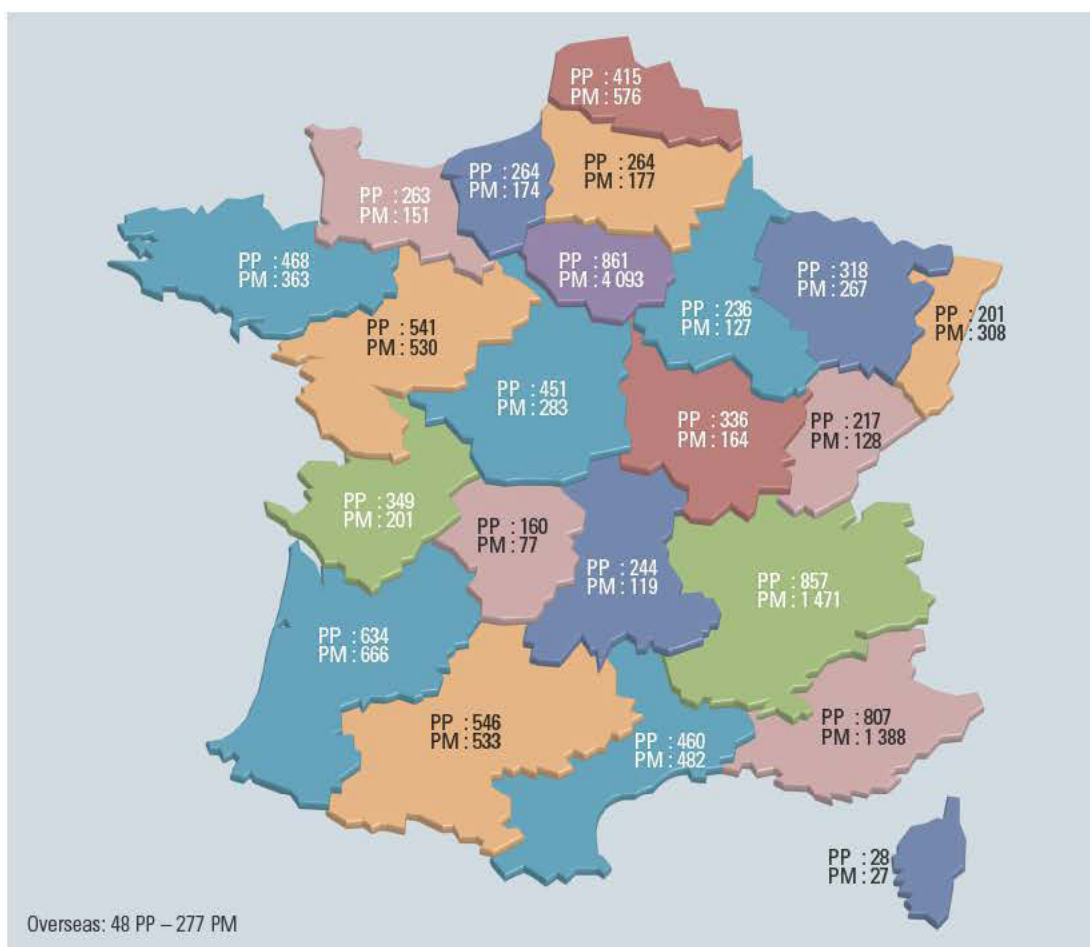 PP : 415
PM : 576
PP : 264
PM : 177
PP : 264
PM : 174
PP : 263
PM : 151
PP : 468
PM : 363
PP : 861
PM : 4 093
PP : 318
PM : 267
PP : 236
PM : 127
PP : 201
PM : 308
PP : 541
PM : 530
PP : 451
PM : 283
PP : 336
PM : 164
PP : 217
PM : 128
PP : 349
PM : 201
PP : 160
PM : 77
PP : 244
PM : 119
PP : 857
PM : 1 471
PP : 634
PM : 666
PP : 546
PM : 533
PP : 460
PM : 482
PP : 807
PM : 1 388
PP : 28
PM : 27
Overseas: 48 PP – 277 PM